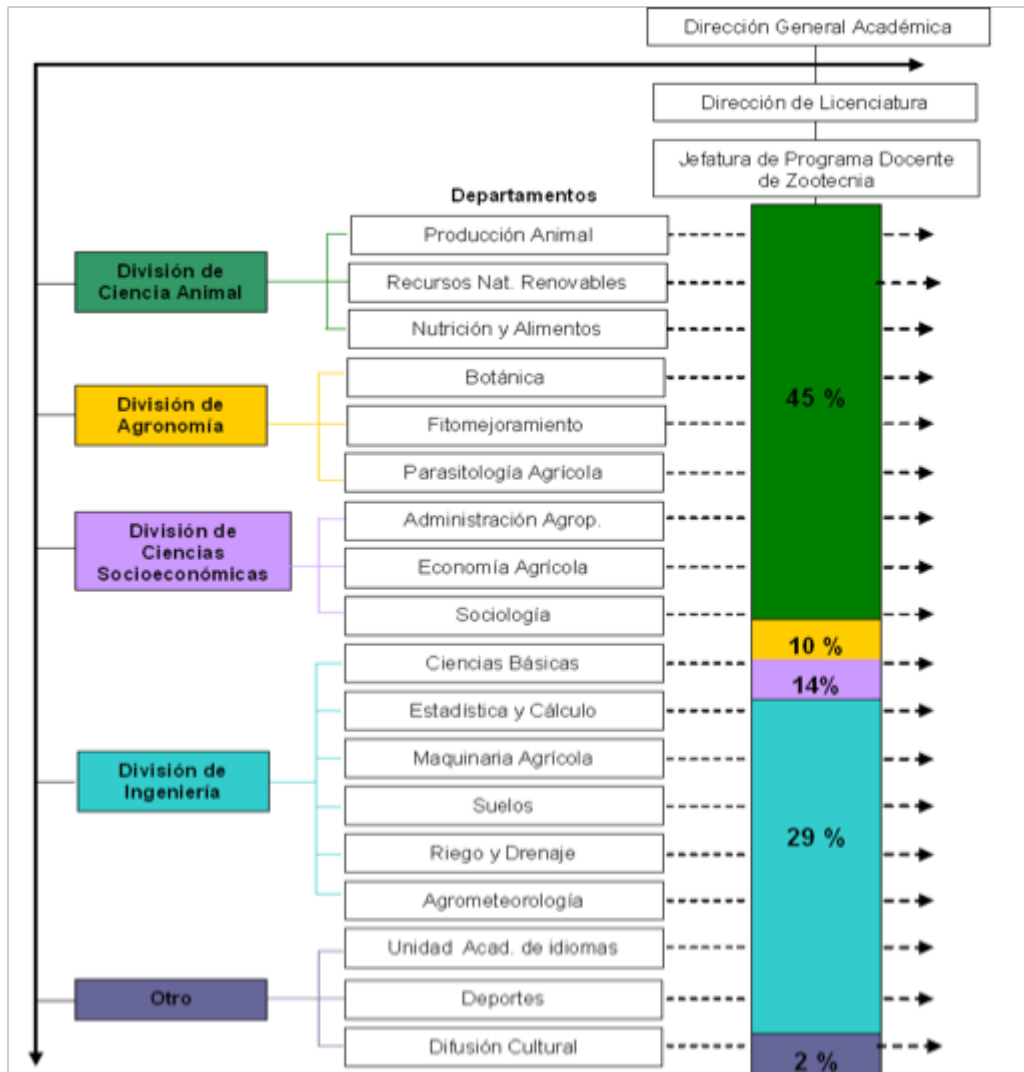 Dirección General Académica
Dirección de Licenciatura
Jefatura de Programa Docente
de Zootecnia
Departamentos
División de
Ciencia Animal
Producción Animal
Recursos Nat. Renovables
Nutrición y Alimentos
División de
Agronomía
Botánica
Fitomejoramiento
Parasitología Agrícola
45 %
División de
Ciencias
Socioeconómicas
Administración Agrop.
Economía Agrícola
Sociología
10 %
14%
División de
Ingeniería
Ciencias Básicas
Estadística y Cálculo
Maquinaria Agrícola
Suelos
Riego y Drenaje
Agrometeorología
29 %
Otro
Unidad Acad. de idiomas
Deportes
Difusión Cultural
2 %